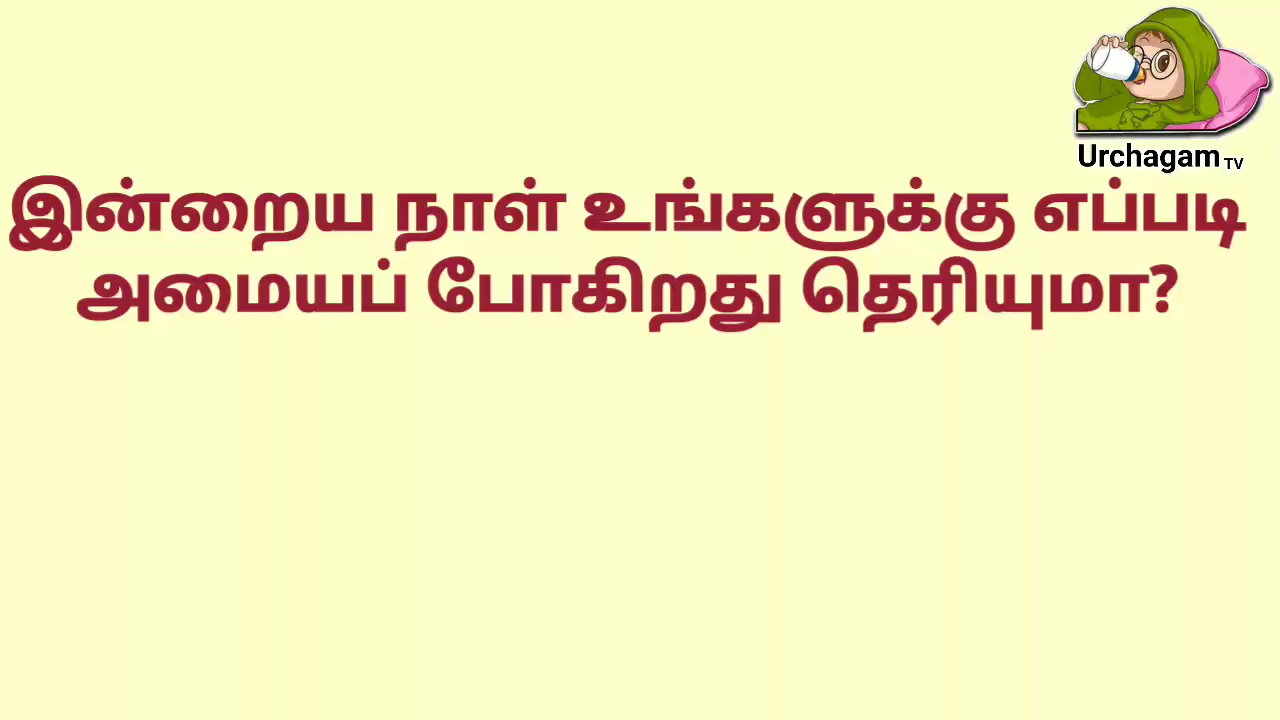 Urchagam TV
இன்றைய நாள் உங்களுக்கு எப்படி
அமையப் போகிறது தெரியுமா?